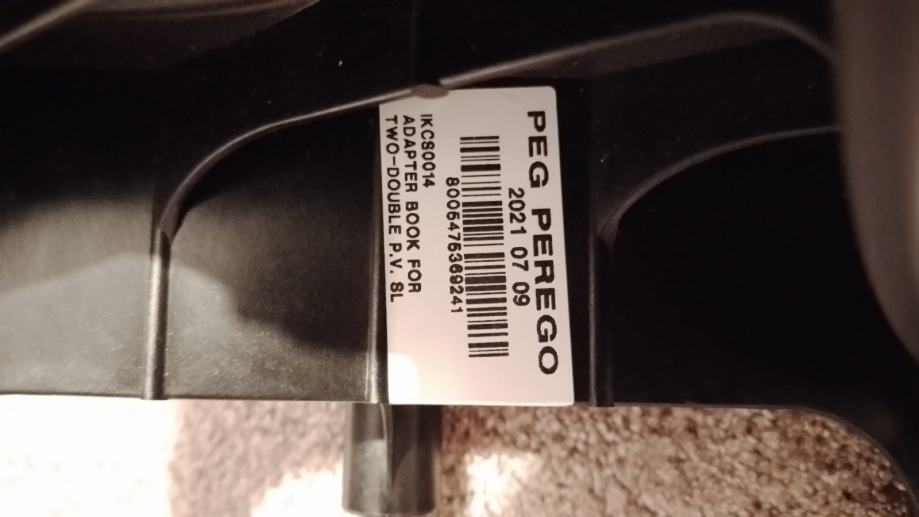 PEG PEREGO
2021 07 09
8005475369241
IKCS0014
ADAPTER BOOK FOR
TWO-DOUBLE P.V. SL